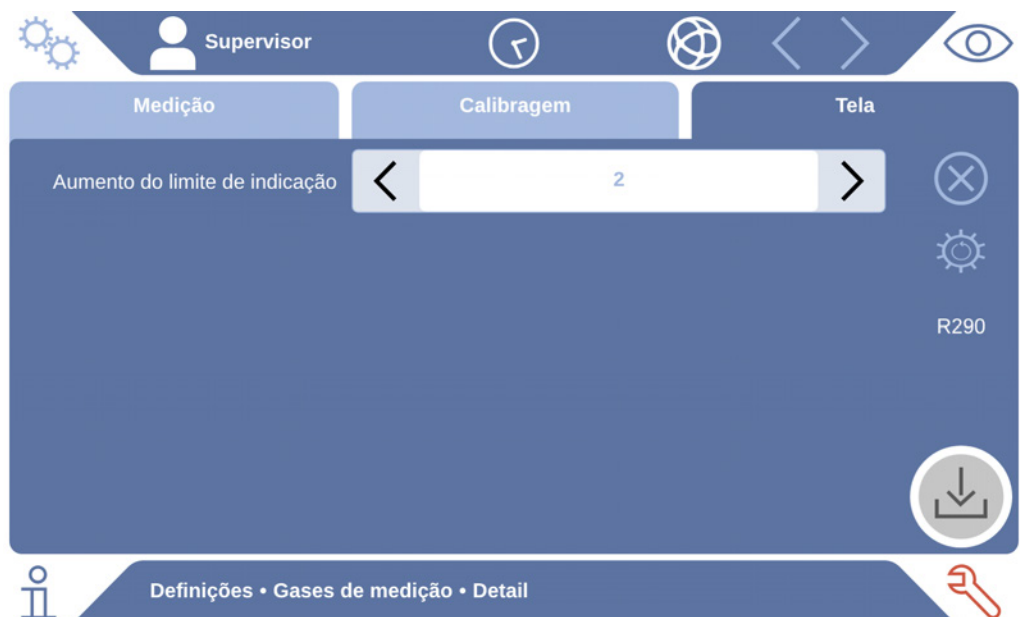 Supervisor
Medição
Calibragem
Tela
Aumento do limite de indicação
2
R290
Definições • Gases de medição • Detail